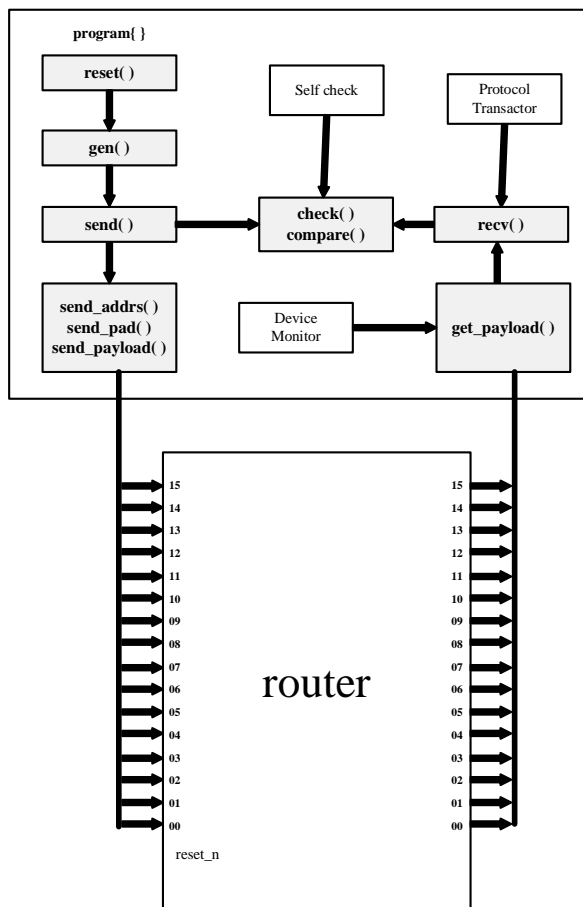 program{ }
reset( )
gen( )
send( )
send_addrs( )
send_pad( )
send_payload( )
Self check
check( )
compare( )
Protocol
Transactor
recv( )
Device
Monitor
get_payload( )
15
14
13
12
11
10
09
08
07
06
05
04
03
02
01
00
router
reset_n
15
14
13
12
11
10
09
08
07
06
05
04
03
02
01
00